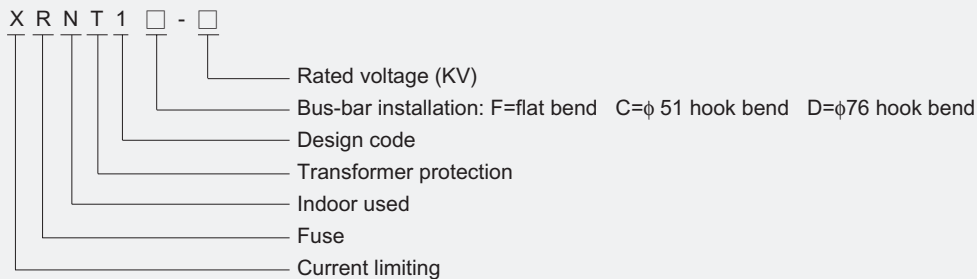 X R N T 1 □ - □
Rated voltage (KV)
Bus-bar installation: F=flat bend C=ϕ 51 hook bend D=ϕ76 hook bend
Design code
Transformer protection
Indoor used
Fuse
Current limiting